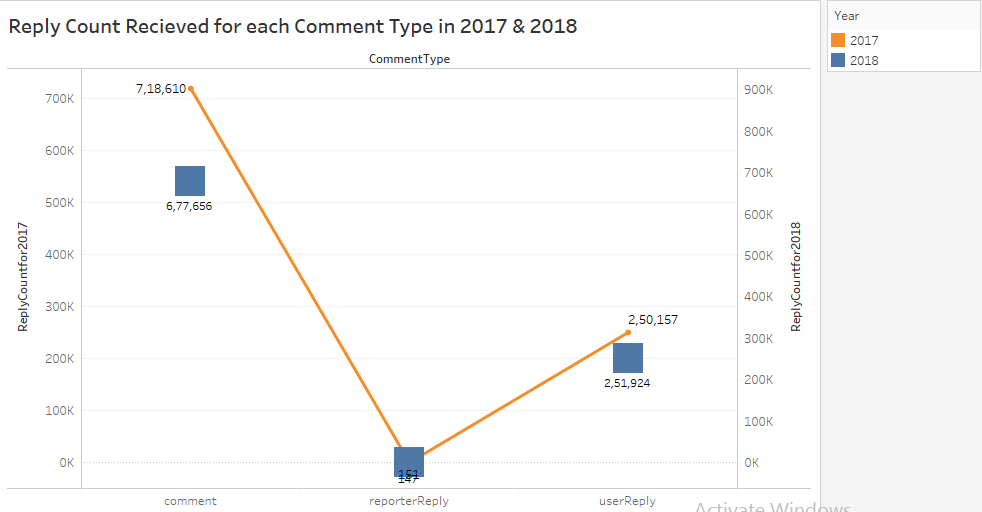 Reply Count Recieved for each Comment Type in 2017 & 2018
CommentType
Year
2017
2018
ReplyCountfor2017
700K
600K
500K
400K
300K
200K
100K
0K
7,18,610
6,77,656
2,50,157
2,51,924
151
147
900K
800K
700K
600K
500K
400K
300K
200K
100K
0K
ReplyCountfor2018
comment
reporterReply
userReply
Activate Windows